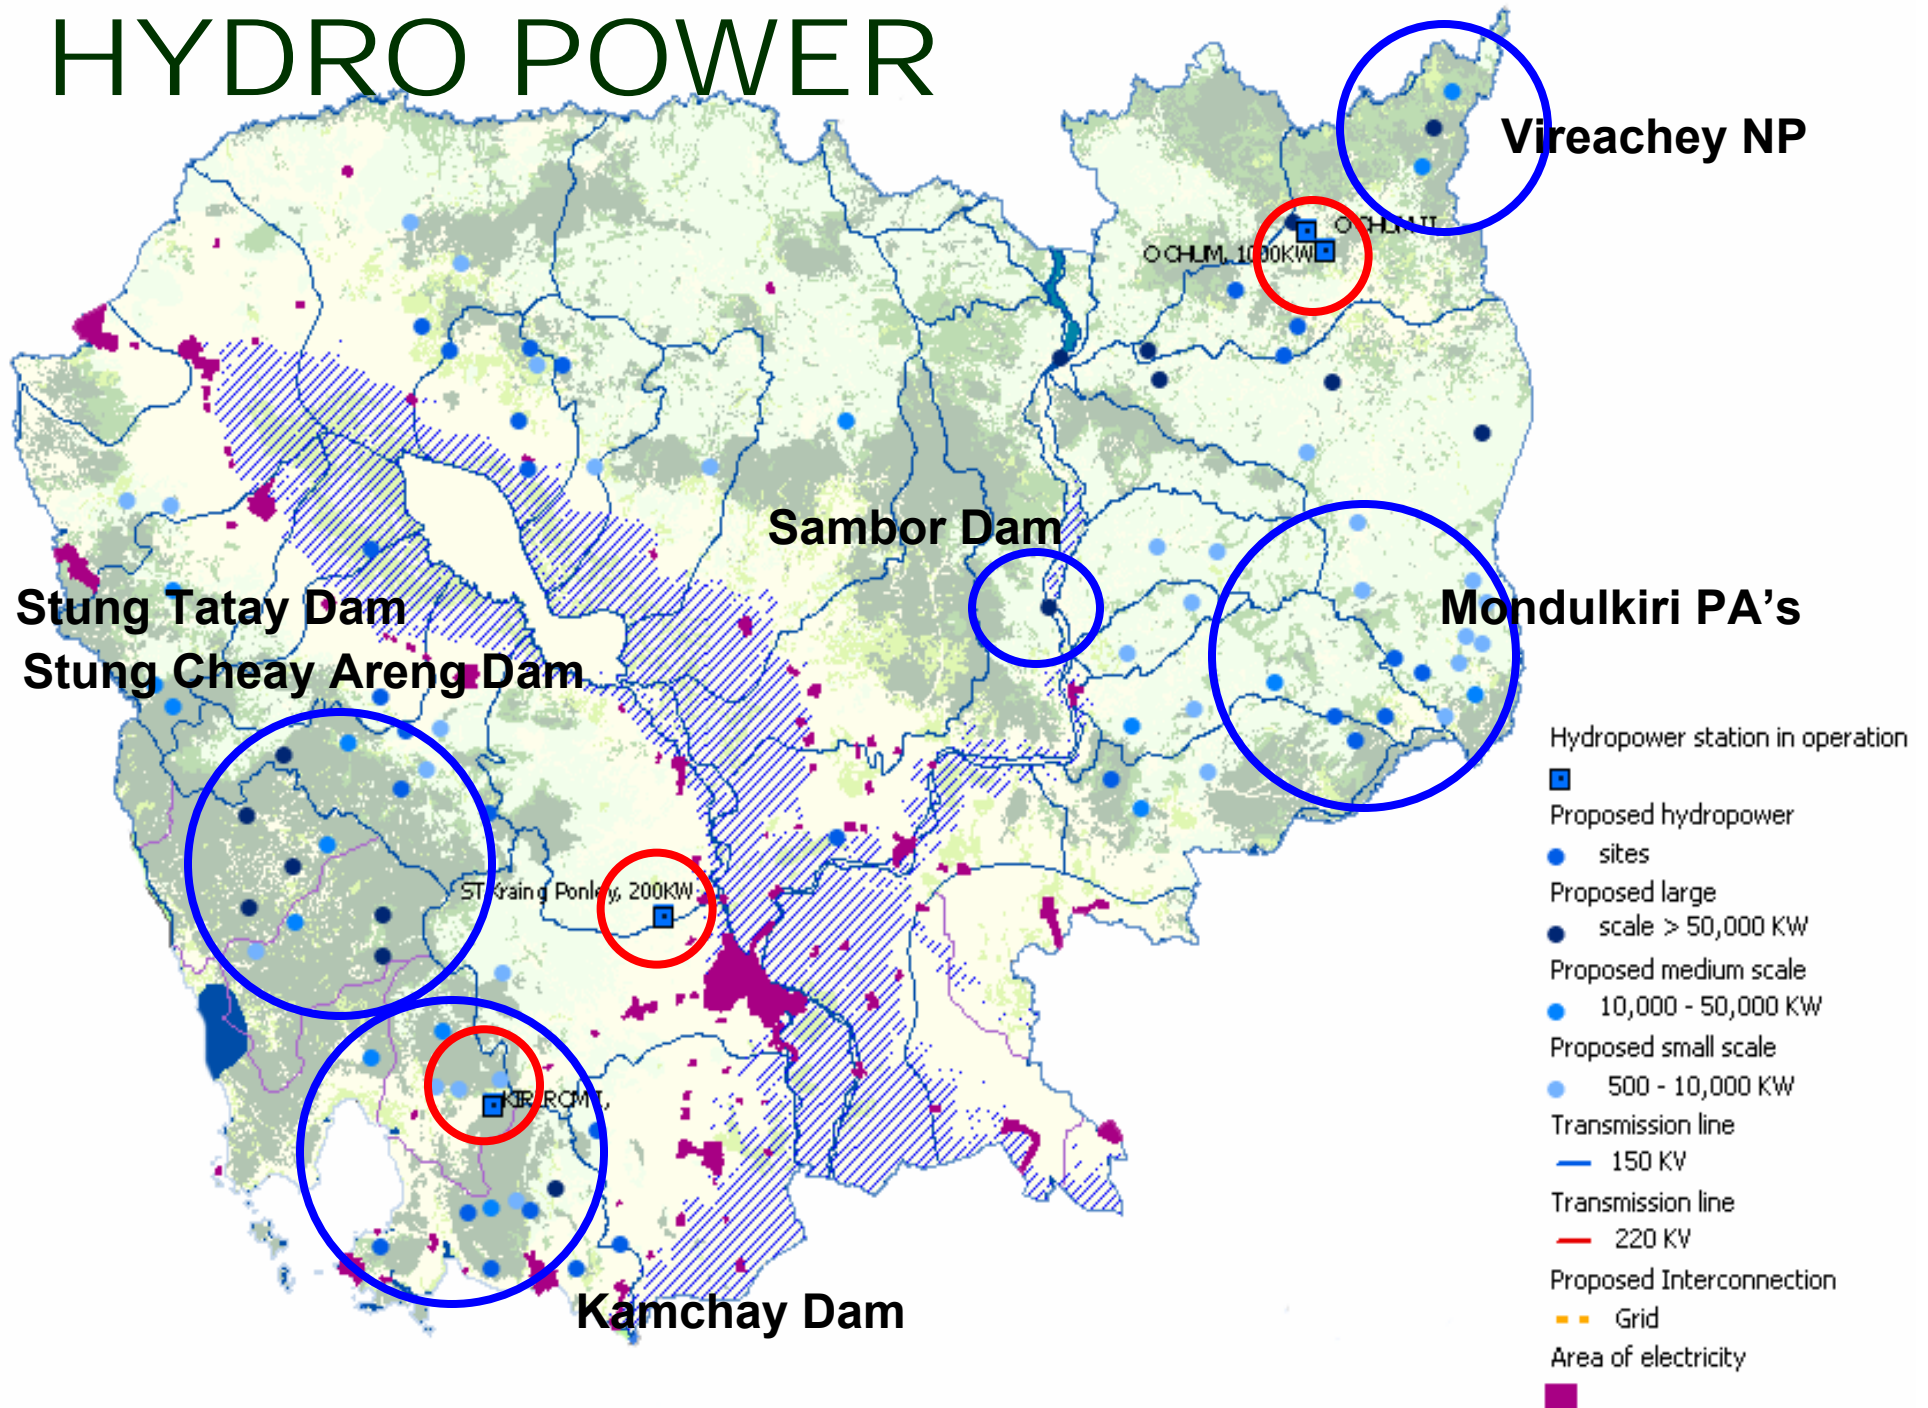 HYDRO POWER
Vireachey NP
O CHUM II
O CHUM, 1000KW
Sambor Dam
Stung Tatay Dam
Mondulkiri PA's
Stung Cheay Areng Dam
ST Kraing Ponley, 200KW
Kamchay Dam
Hydropower station in operation
Proposed hydropower
sites
Proposed large
scale > 50,000 KW
Proposed medium scale
10,000 - 50,000 KW
Proposed small scale
500 - 10,000 KW
Transmission line
150 KV
Transmission line
220 KV
Proposed Interconnection
Grid
Area of electricity